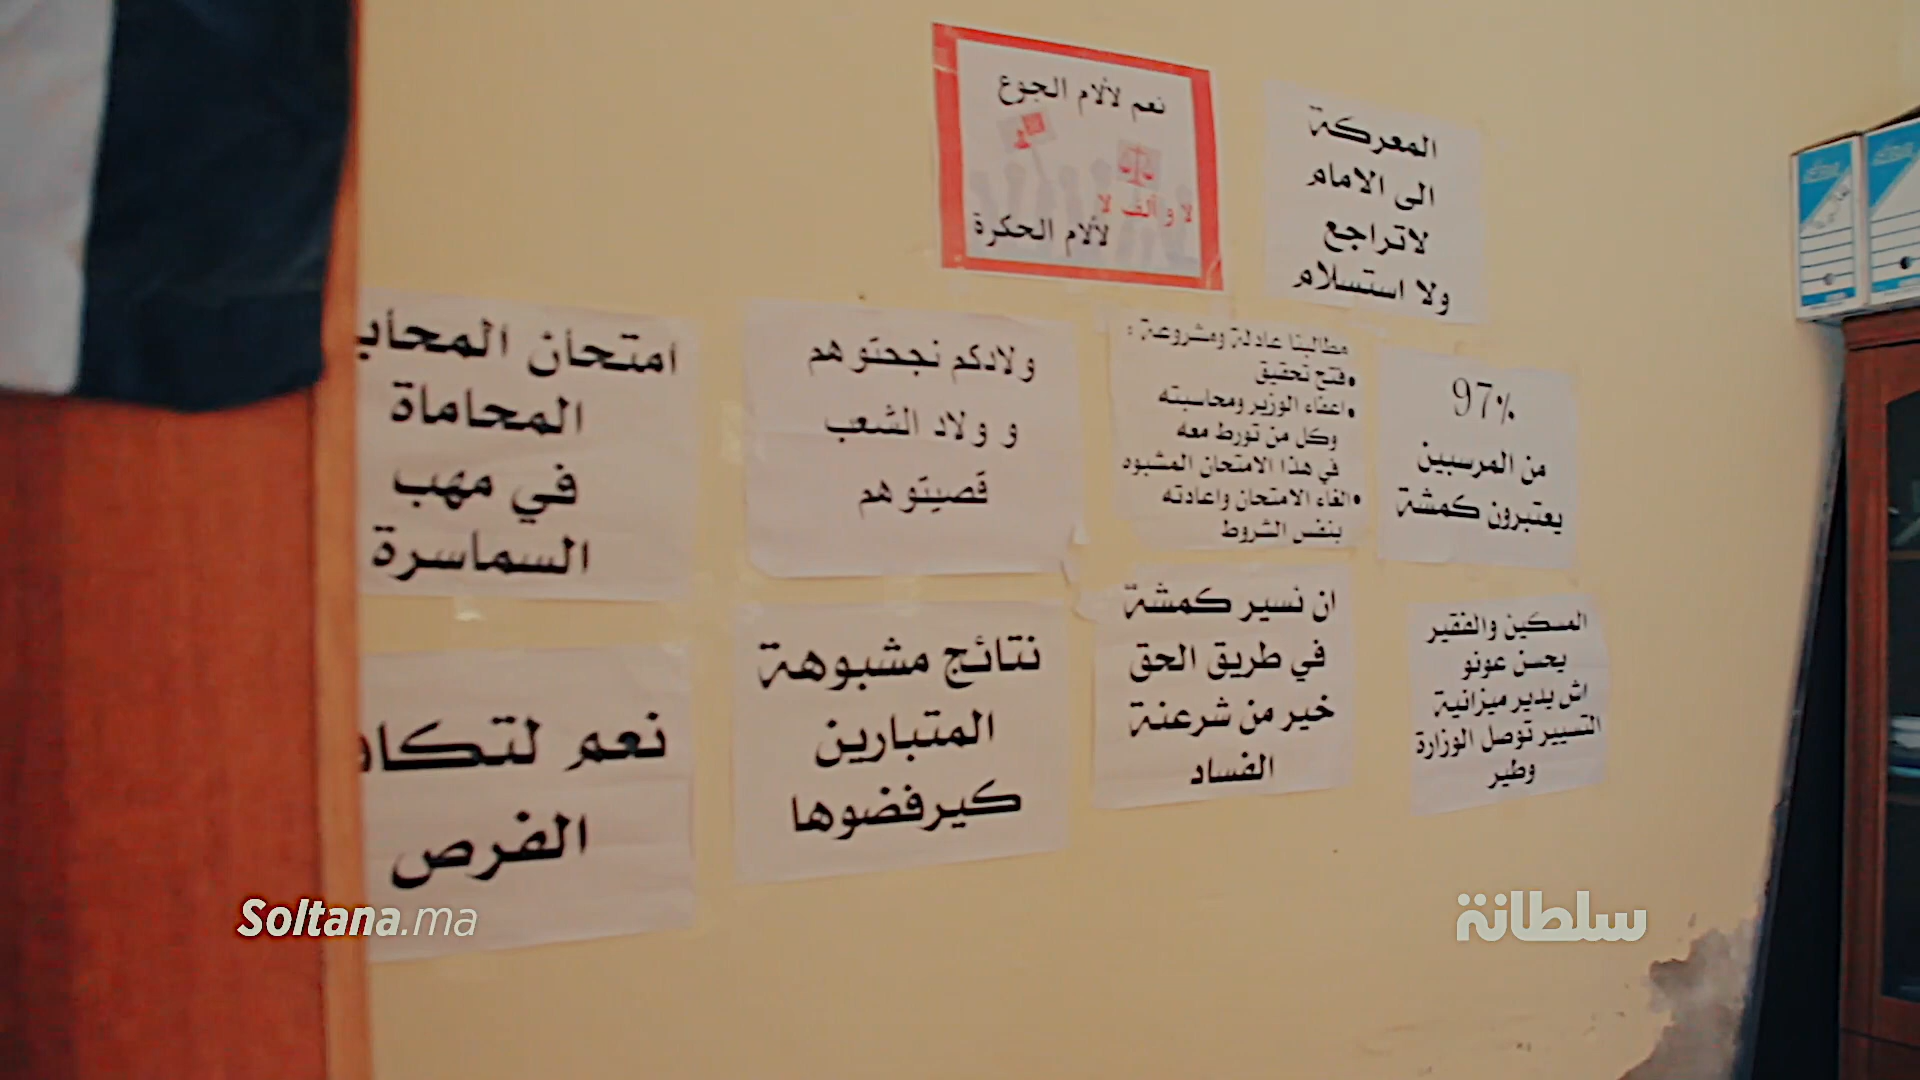 نعم لألام الجوع
لا و ألف لا
لألام الحكرة
المعركة
الى الامام
لاتراجع
ولا استسلام
امتحان المحاب
المحاماة
في مهب
السماسرة
ولادكم نجحتوهم
و ولاد الشعب
قصيتوهم
مطالبنا عادلة ومشروعة :
•فتح تحقيق
•اعفاء الوزير ومحاسبته
وكل من تورط معه
في هذا الامتحان المشبوه
•الغاء الامتحان واعادته
بنفس الشروط
97%
من المرسبين
يعتبرون كمشة
نعم لتكاف
الفرص
نتائج مشبوهة
المتبارين
كيرفضوها
ان نسير كمشة
في طريق الحق
خير من شرعنة
الفساد
المسكين والفقير
يحسن عونو
اش يدير ميزانية
التسيير توصل الوزارة
وطير
Soltana.ma
سلطانة